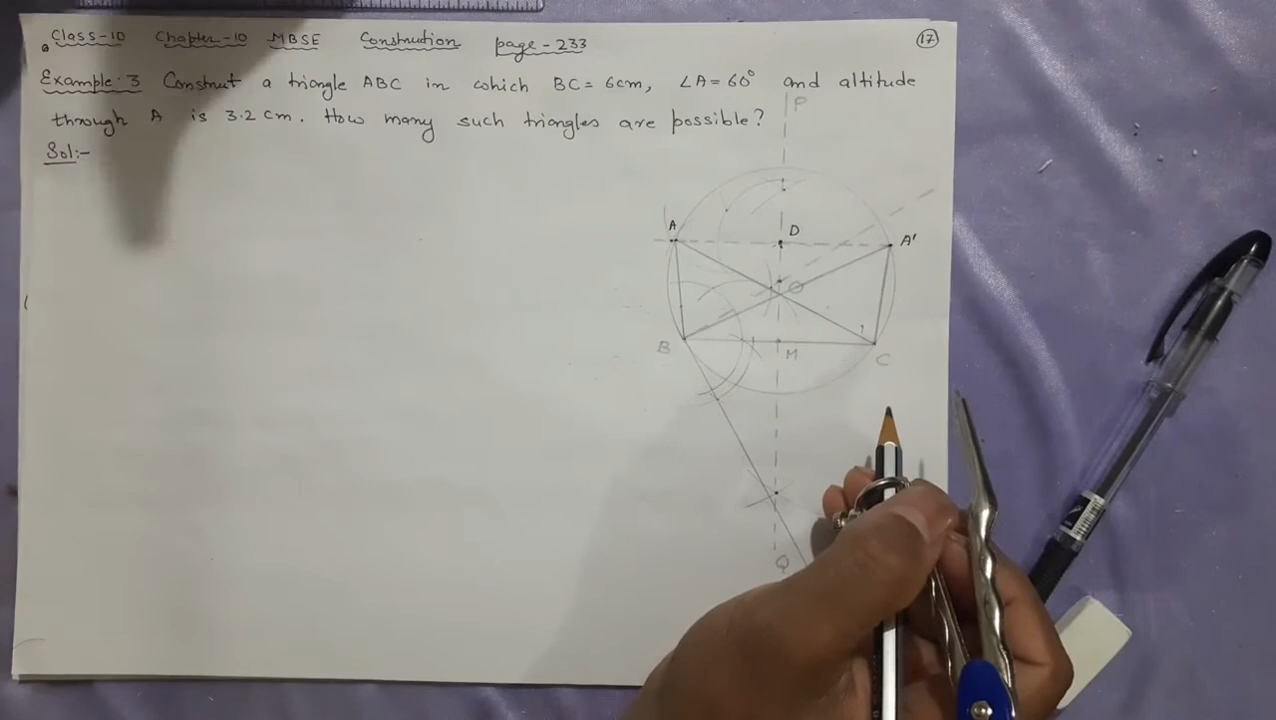 Class-10 Chapter-10 MBSE Construction page - 233
17
Example. 3 Construct a triangle ABC in which BC = 6cm, ∠A = 60° and altitude
through A is 3.2 cm. How many such triangles are possible?
Sol:-
P
A D A'
O
B M C
Q